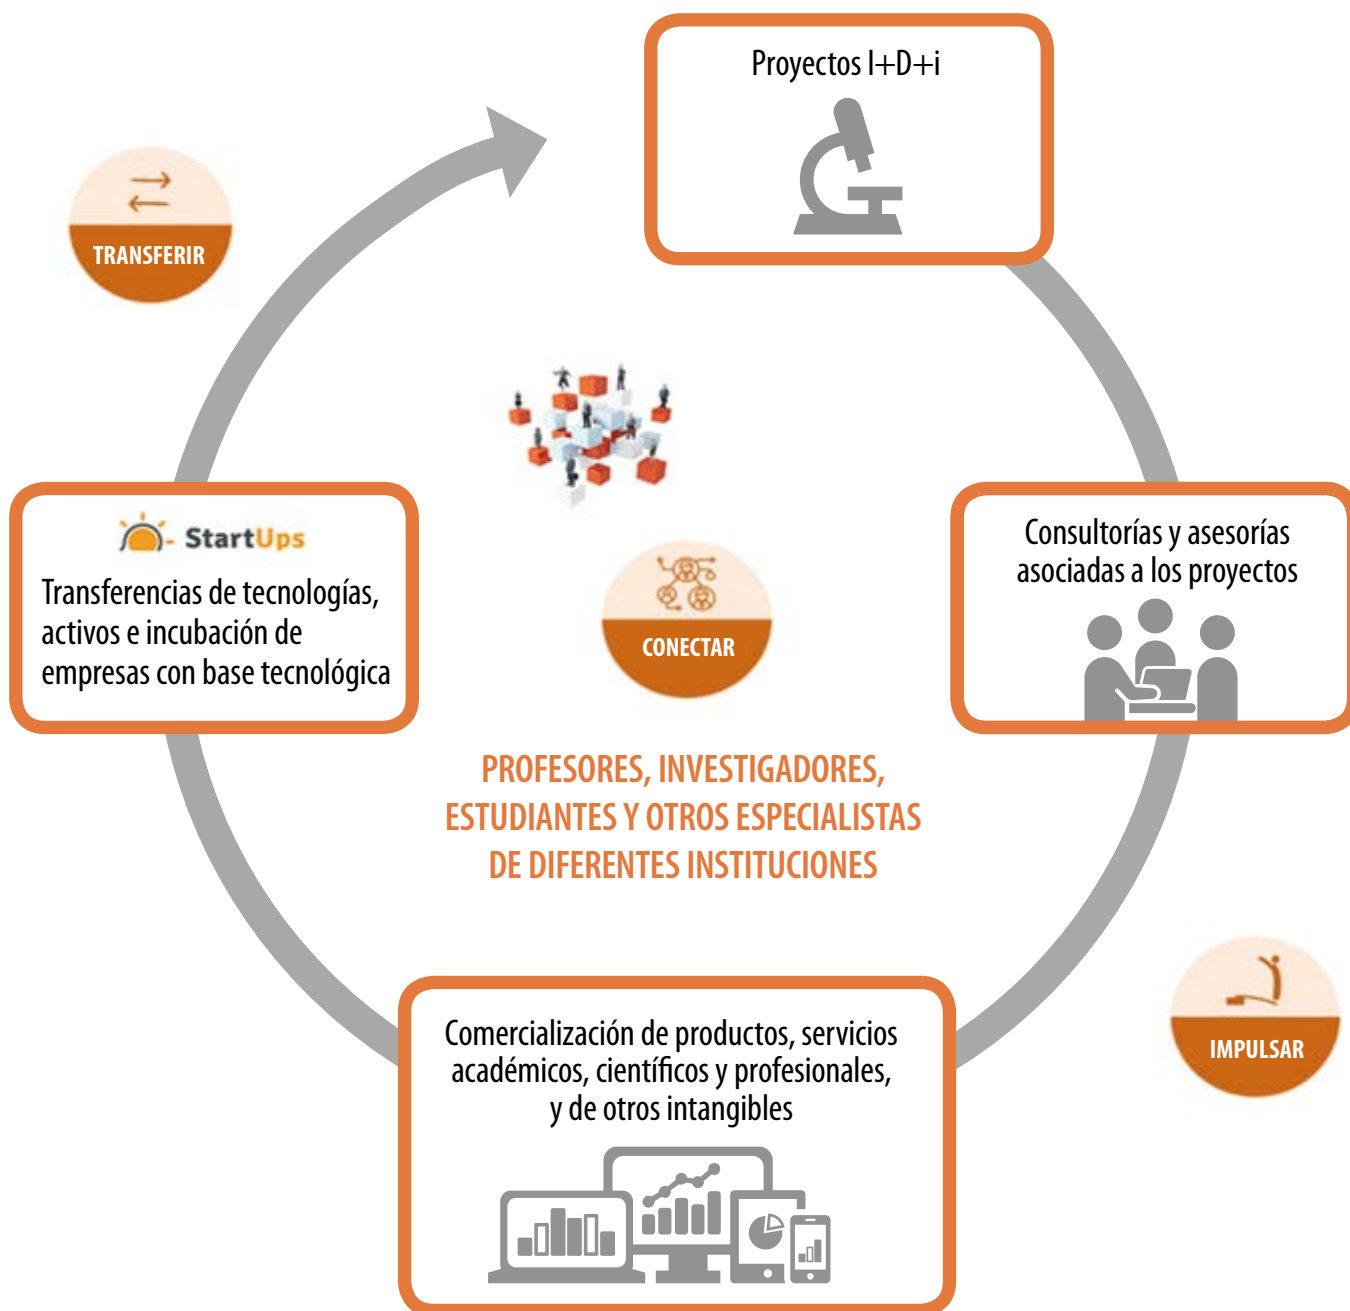 Proyectos I+D+i
TRANSFERIR
StartUps
Transferencias de tecnologías,
activos e incubación de
empresas con base tecnológica
Consultorías y asesorías
asociadas a los proyectos
CONECTAR
PROFESORES, INVESTIGADORES,
ESTUDIANTES Y OTROS ESPECIALISTAS
DE DIFERENTES INSTITUCIONES
IMPULSAR
Comercialización de productos, servicios
académicos, científicos y profesionales,
y de otros intangibles